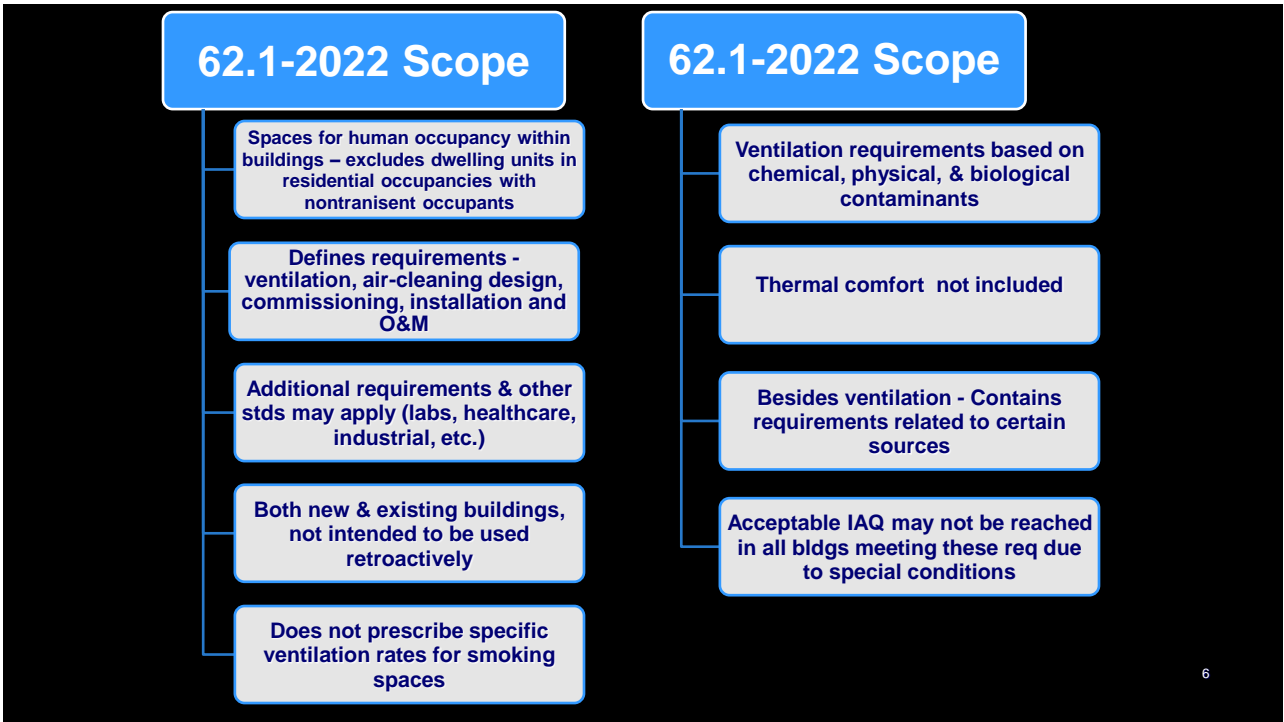 62.1-2022 Scope
Spaces for human occupancy within
buildings – excludes dwelling units in
residential occupancies with
nontranisent occupants
Defines requirements -
ventilation, air-cleaning design,
commissioning, installation and
O&M
Additional requirements & other
stds may apply (labs, healthcare,
industrial, etc.)
Both new & existing buildings,
not intended to be used
retroactively
Does not prescribe specific
ventilation rates for smoking
spaces
62.1-2022 Scope
Ventilation requirements based on
chemical, physical, & biological
contaminants
Thermal comfort not included
Besides ventilation - Contains
requirements related to certain
sources
Acceptable IAQ may not be reached
in all bldgs meeting these req due
to special conditions
6